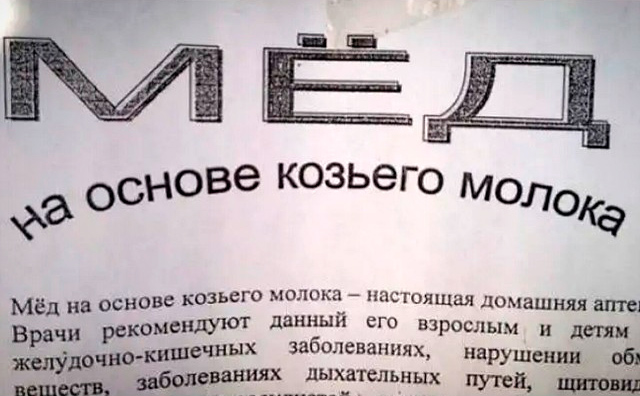 МЁД
на основе козьего молока
Мёд на основе козьего молока – настоящая домашняя
Врачи рекомендуют данный его взрослым и детям
желудочно-кишечных заболеваниях, нарушении
веществ, заболеваниях дыхательных путей,